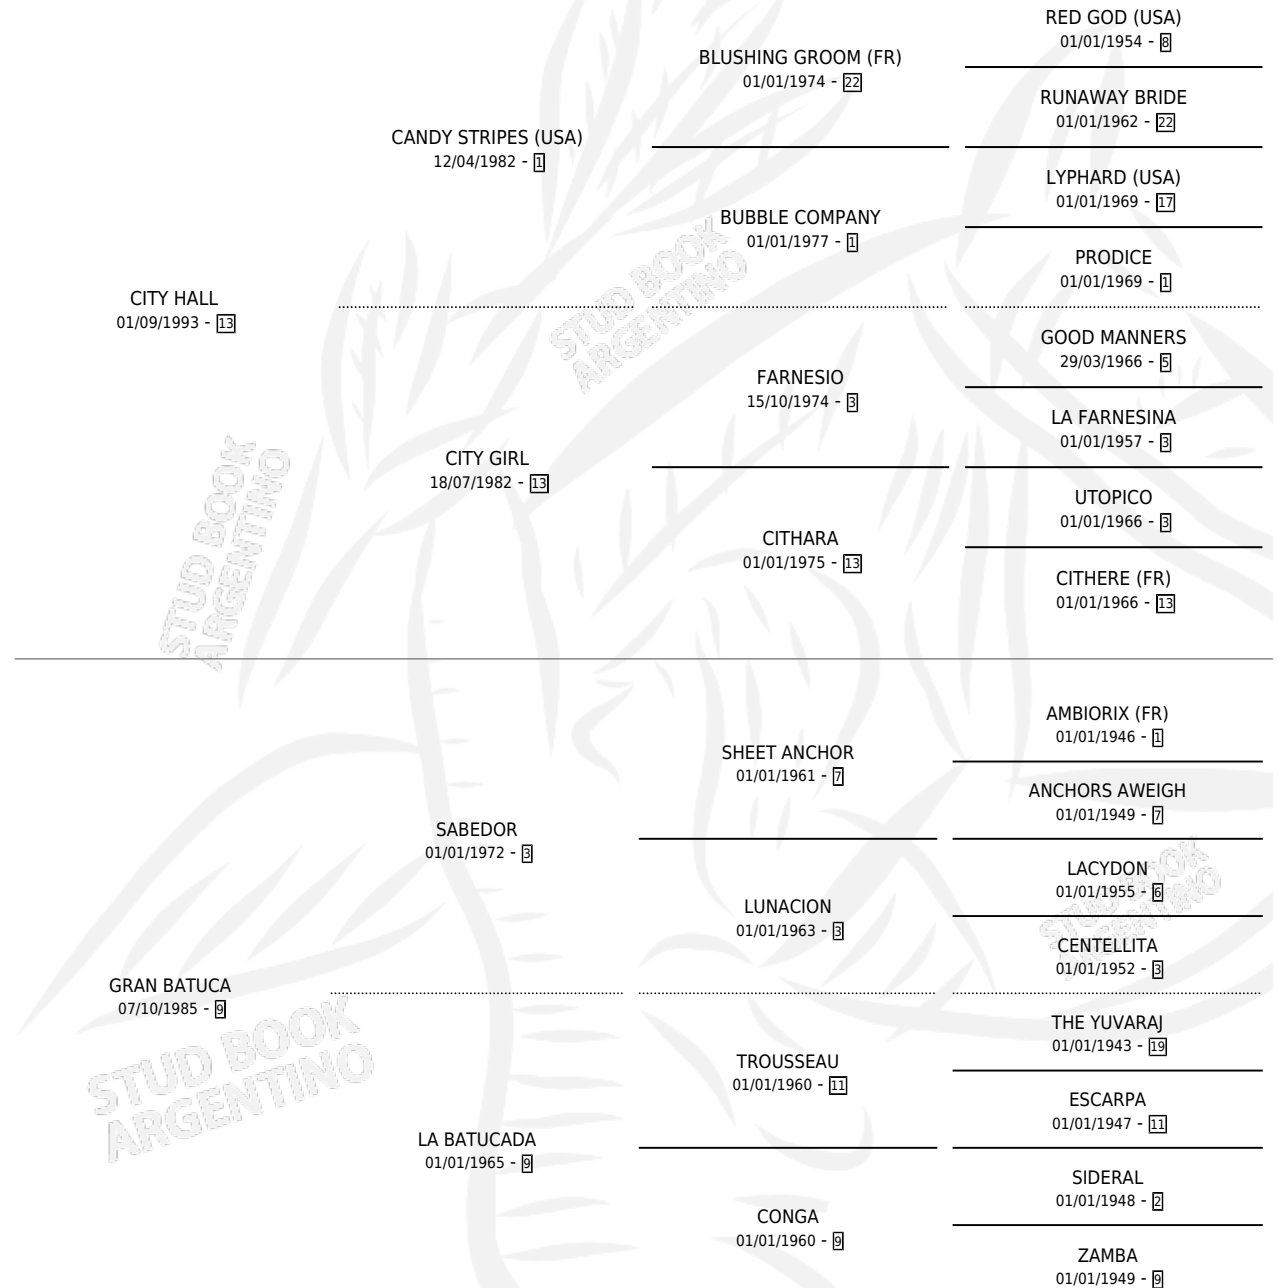 RED GOD (USA)
01/01/1954 - 8
BLUSHING GROOM (FR)
01/01/1974 - 22
RUNAWAY BRIDE
01/01/1962 - 22
CANDY STRIPES (USA)
12/04/1982 - 1
LYPHARD (USA)
01/01/1969 - 17
BUBBLE COMPANY
01/01/1977 - 1
PRODICE
01/01/1969 - 1
CITY HALL
01/09/1993 - 13
STUD BOOK
ARGENTINO
GOOD MANNERS
29/03/1966 - 5
FARNESIO
15/10/1974 - 3
LA FARNESINA
01/01/1957 - 3
CITY GIRL
18/07/1982 - 13
UTOPICO
01/01/1966 - 3
CITHARA
01/01/1975 - 13
CITHERE (FR)
01/01/1966 - 13
STUD BOOK
ARGENTINO
AMBIORIX (FR)
01/01/1946 - 1
SHEET ANCHOR
01/01/1961 - 7
ANCHORS AWEIGH
01/01/1949 - 7
SABEDOR
01/01/1972 - 3
LACYDON
01/01/1955 - 6
LUNACION
01/01/1963 - 3
STUD BOOK
ARGENTINO
CENTELLITA
01/01/1952 - 3
GRAN BATUCA
07/10/1985 - 9
STUD BOOK
ARGENTINO
THE YUVARAJ
01/01/1943 - 19
TROUSSEAU
01/01/1960 - 11
ESCARPA
01/01/1947 - 11
LA BATUCADA
01/01/1965 - 9
SIDERAL
01/01/1948 - 2
CONGA
01/01/1960 - 9
ZAMBA
01/01/1949 - 9